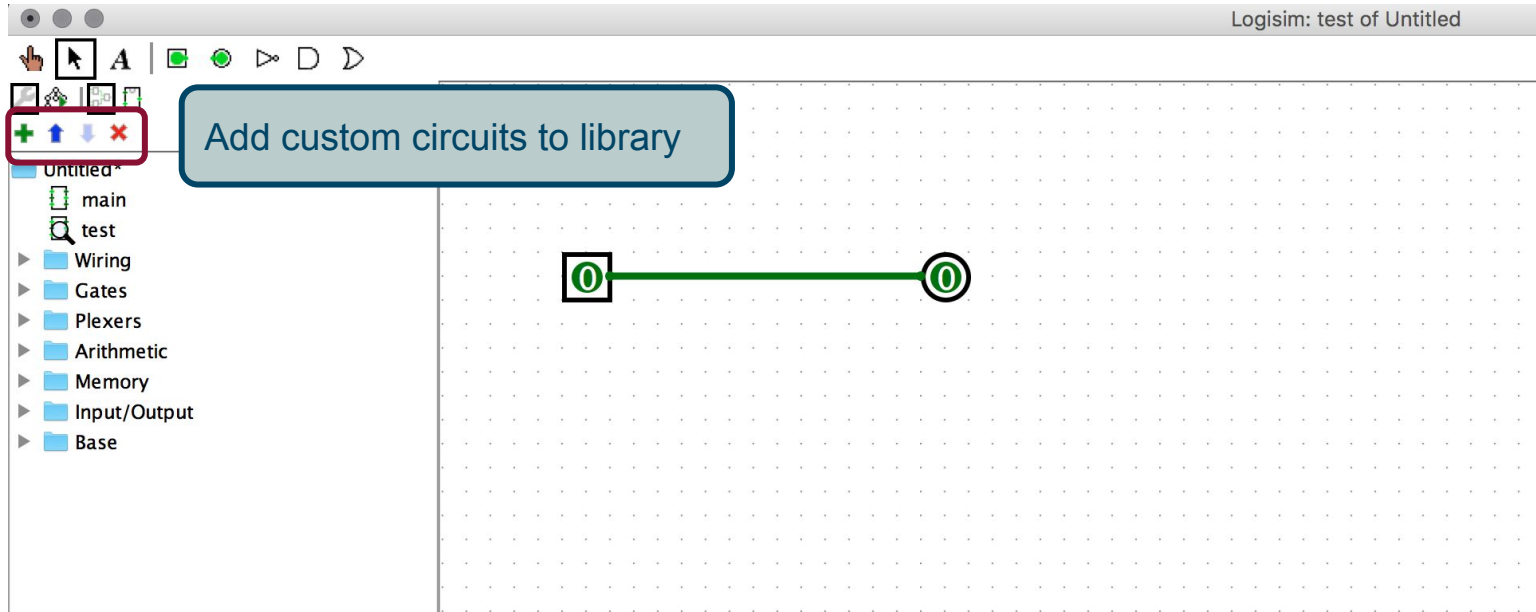 Logisim: test of Untitled
A
Add custom circuits to library
Untitled*
main
test
Wiring
Gates
Plexers
Arithmetic
Memory
Input/Output
Base
0 0